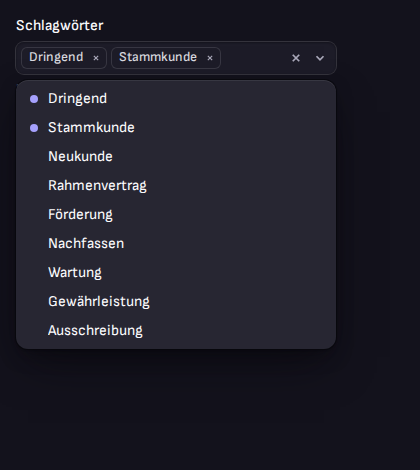 Schlagwörter
Dringend × Stammkunde ×
Dringend
Stammkunde
Neukunde
Rahmenvertrag
Förderung
Nachfassen
Wartung
Gewährleistung
Ausschreibung